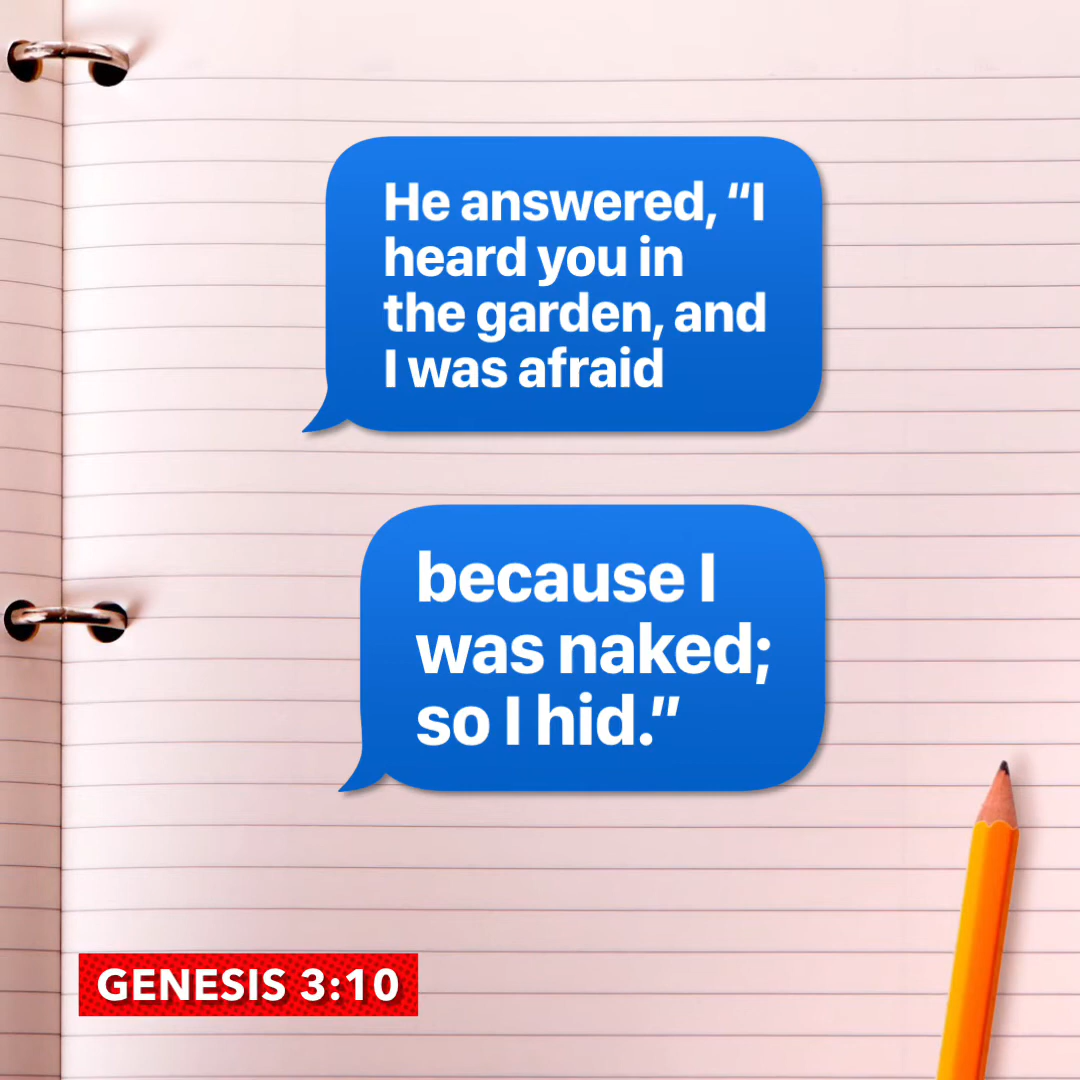 He answered, “I
heard you in
the garden, and
I was afraid
because I
was naked;
so I hid.”
GENESIS 3:10